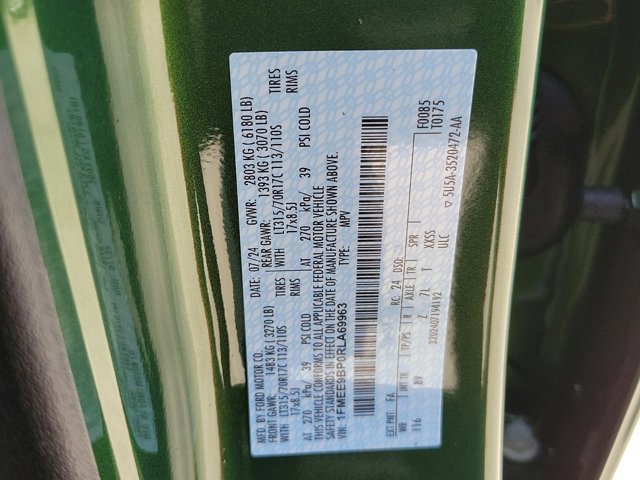 MFD. BY FORD MOTOR CO.
DATE: 07/24 GVWR: 2803 KG ( 6180 LB)
FRONT GAWR: 1483 KG ( 3270 LB) REAR GAWR: 1393 KG ( 3070 LB)
WITH LT315/70R17C 113/110S TIRES WITH LT315/70R17C 113/110S TIRES
17x8.5J RIMS 17x8.5J RIMS
AT 270 kPa/ 39 PSI COLD AT 270 kPa/ 39 PSI COLD
THIS VEHICLE CONFORMS TO ALL APPLICABLE FEDERAL MOTOR VEHICLE
SAFETY STANDARDS IN EFFECT ON THE DATE OF MANUFACTURE SHOWN ABOVE.
1FMEE9BP0RLA69963 TYPE: MPV
F0085
T0175
EXT PNT: FA RC: 24 DSO:
WB INT TR TP/PS R AXLE TR SPR
116 BV Z 7L T XXSS
ULC
3202407194192
▽ 5U5A-3520472-AA